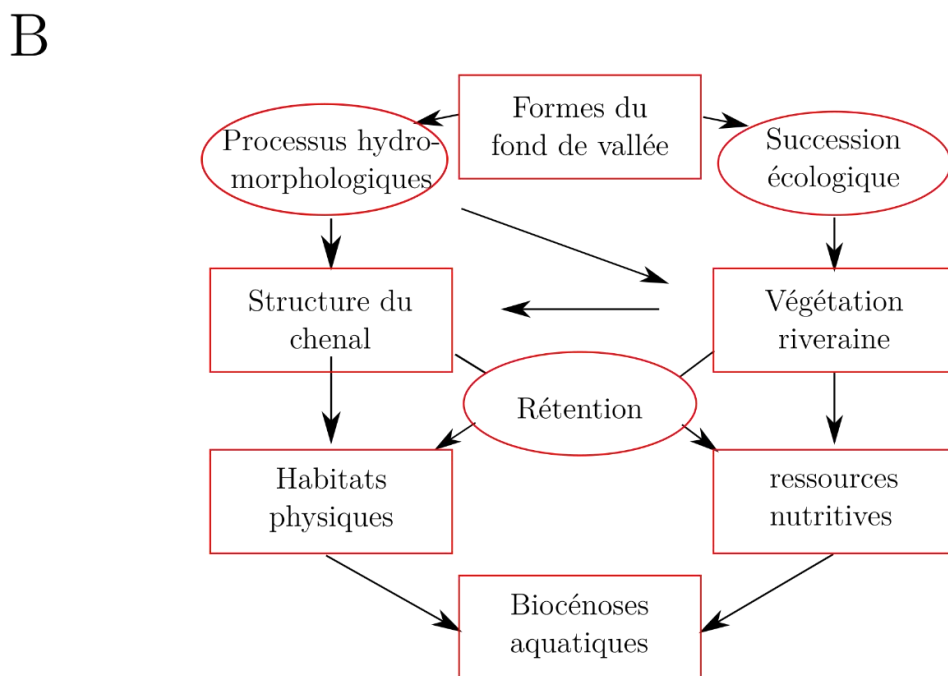 B
Formes du
fond de vallée
Processus hydro-
morphologiques
Succession
écologique
Structure du
chenal
Végétation
riveraine
Rétention
Habitats
physiques
ressources
nutritives
Biocénoses
aquatiques